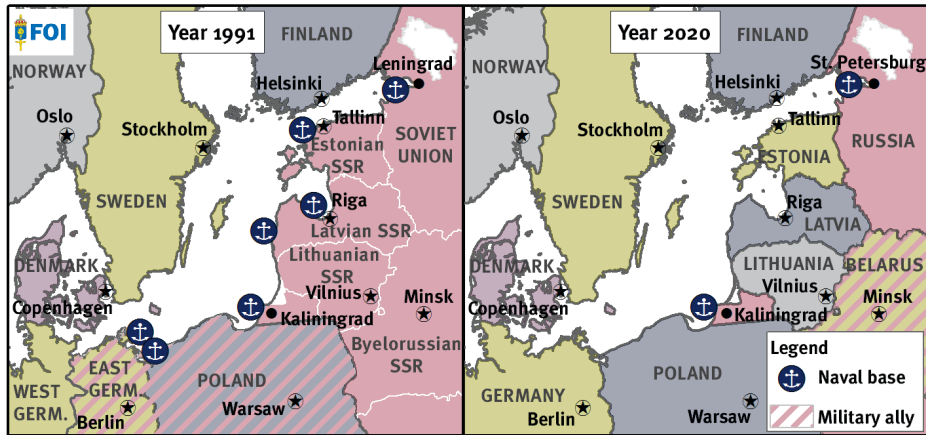 FOI
Year 1991
FINLAND
NORWAY
Leningrad
Helsinki
Oslo
Tallinn
Stockholm
Estonian
SSR
SOVIET
UNION
SWEDEN
Riga
Latvian SSR
Lithuanian
SSR
DENMARK
Vilnius
Minsk
Copenhagen
Kaliningrad
Byelorussian
SSR
EAST
GERM.
WEST
GERM.
POLAND
Berlin
Warsaw
Year 2020
FINLAND
NORWAY
St. Petersburg
Helsinki
Oslo
Tallinn
Stockholm
ESTONIA
RUSSIA
SWEDEN
Riga
LATVIA
DENMARK
LITHUANIA
BELARUS
Vilnius
Copenhagen
Minsk
Kaliningrad
GERMANY
POLAND
Berlin
Warsaw
Legend
Naval base
Military ally